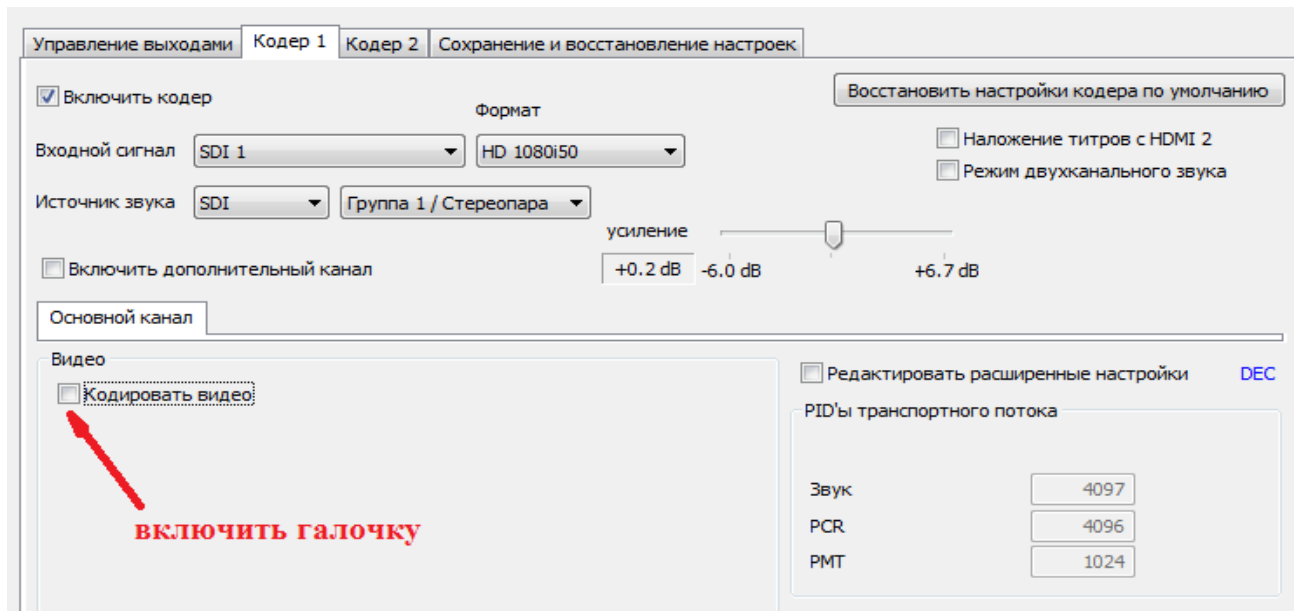 Управление выходами Кодер 1 Кодер 2 Сохранение и восстановление настроек
Включить кодер
Восстановить настройки кодера по умолчанию
Формат
Входной сигнал SDI 1 HD 1080i50
Наложение титров с HDMI 2
Режим двухканального звука
Источник звука SDI Группа 1 / Стереопара
усиление
Включить дополнительный канал
+0.2 dB -6.0 dB +6.7 dB
Основной канал
Видео
Кодировать видео
включить галочку
Редактировать расширенные настройки DEC
PID'ы транспортного потока
Звук 4097
PCR 4096
PMT 1024